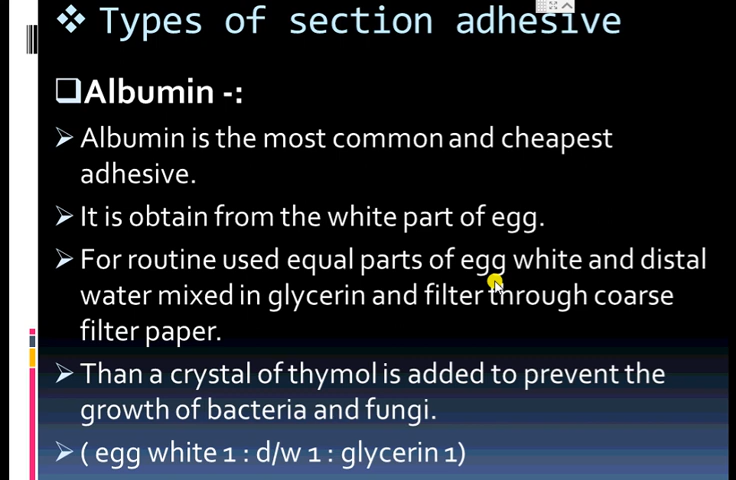 Types of section adhesive
Albumin -:
Albumin is the most common and cheapest
adhesive.
It is obtain from the white part of egg.
For routine used equal parts of egg white and distal
water mixed in glycerin and filter through coarse
filter paper.
Than a crystal of thymol is added to prevent the
growth of bacteria and fungi.
( egg white 1 : d/w 1 : glycerin 1)